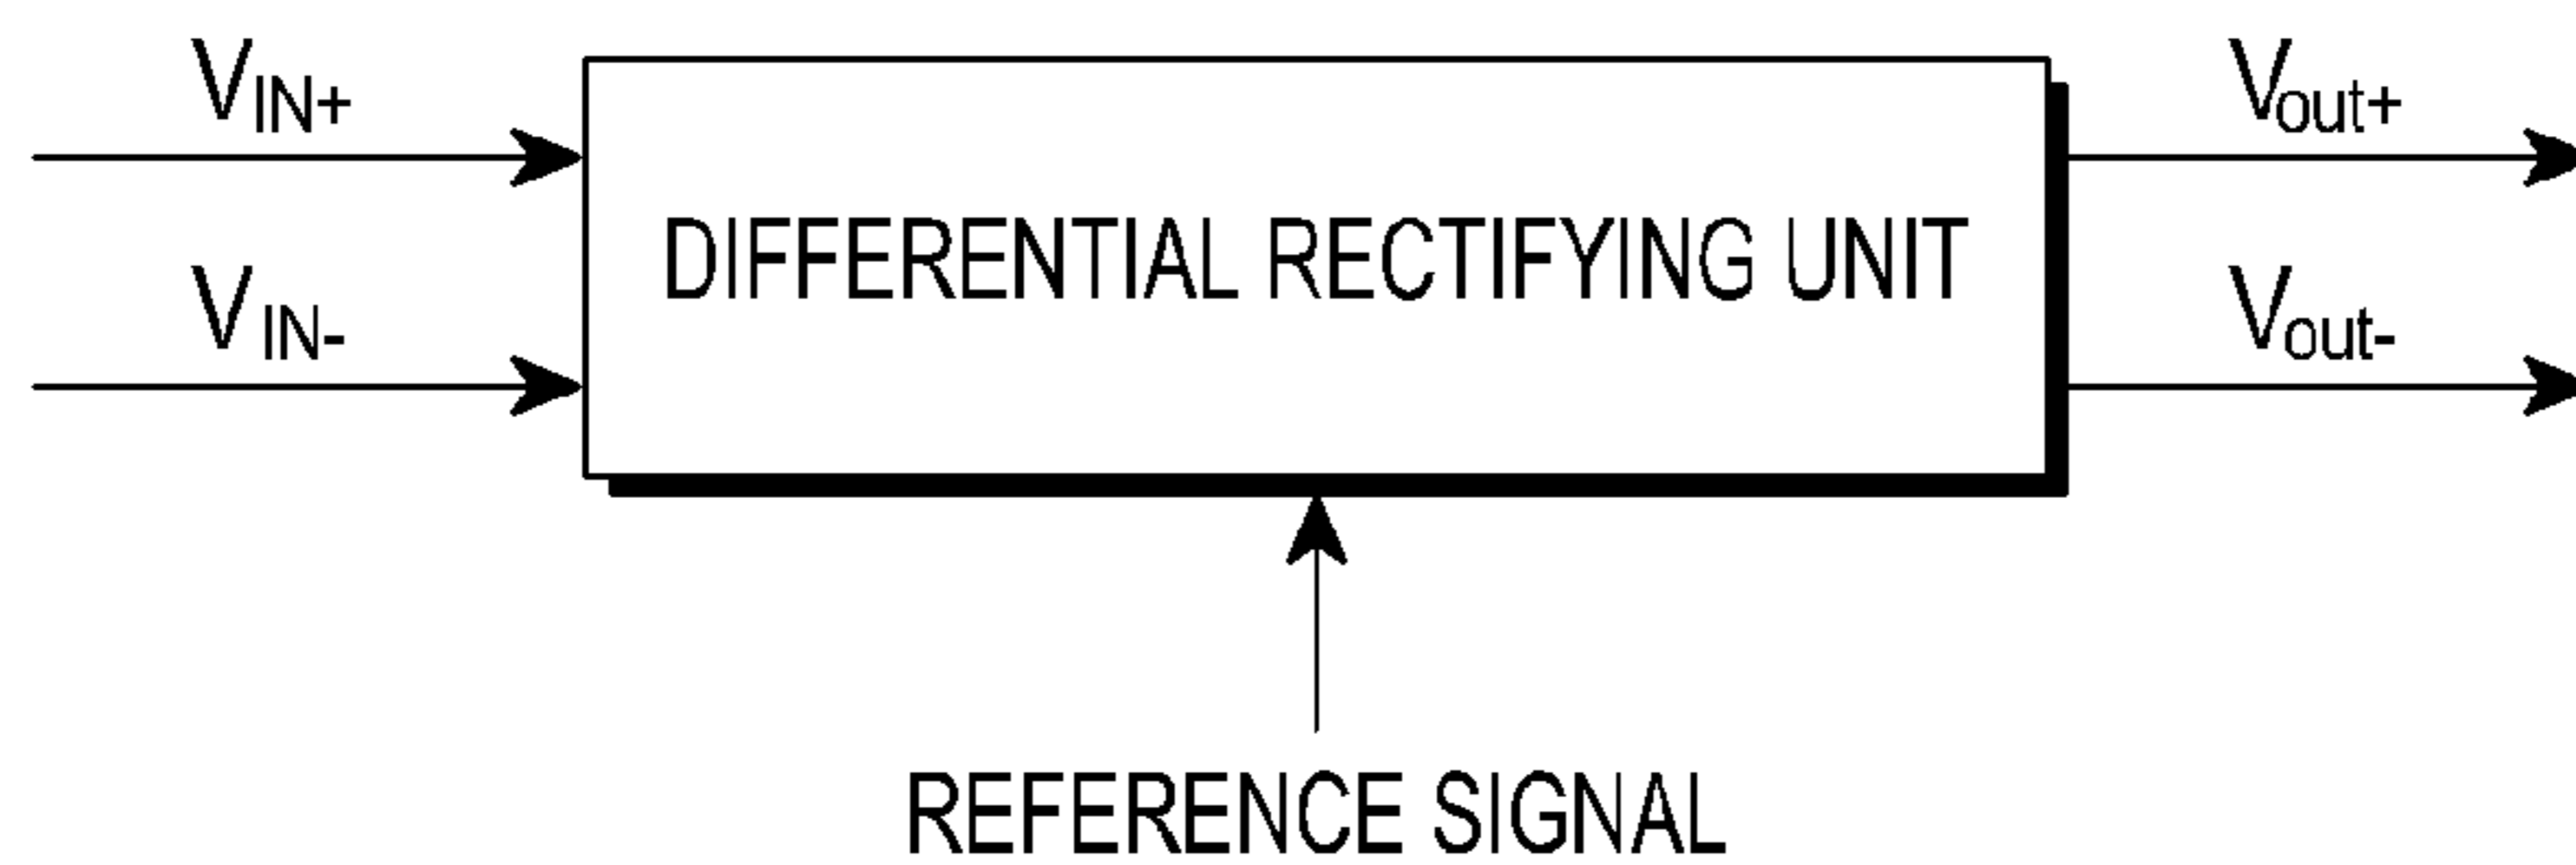 VIN+
Vout+
DIFFERENTIAL RECTIFYING UNIT
VIN-
Vout-
REFERENCE SIGNAL